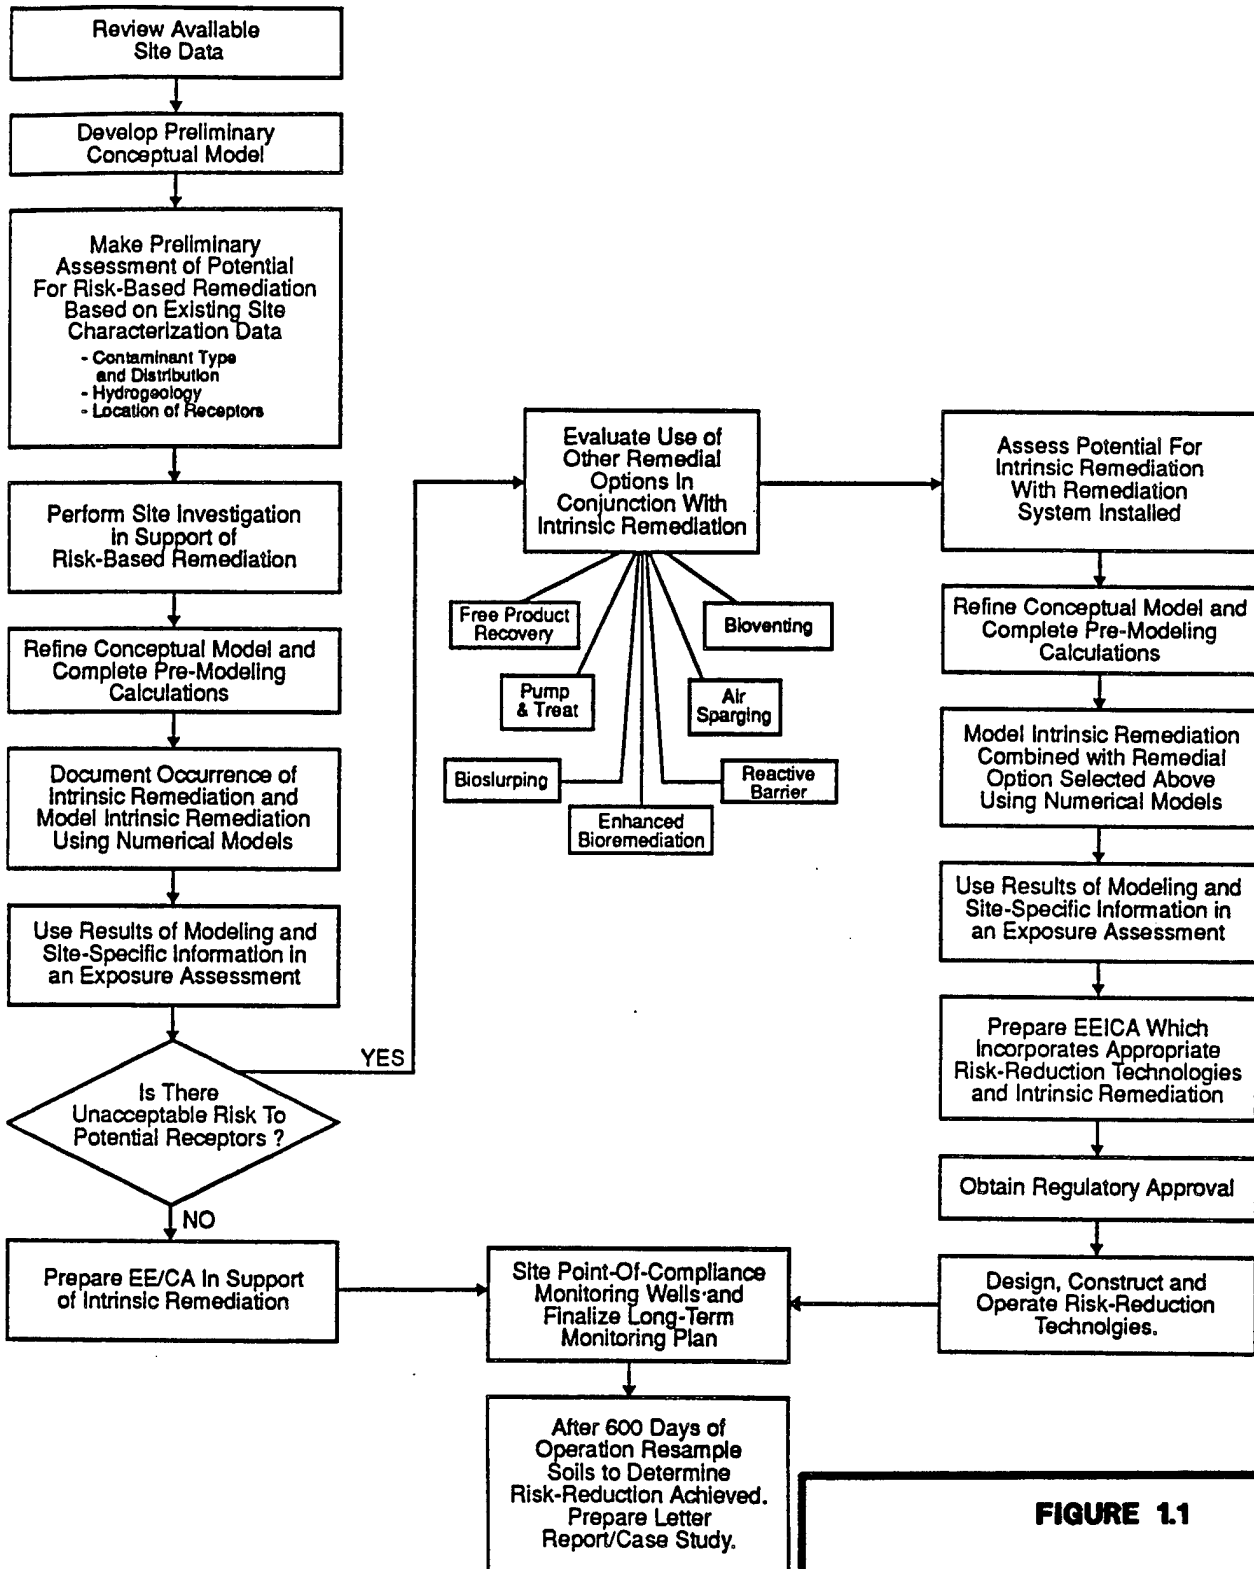 Review Available
Site Data
Develop Preliminary
Conceptual Model
Make Preliminary
Assessment of Potential
For Risk-Based Remediation
Based on Existing Site
Characterization Data
- Contaminant Type
and Distribution
- Hydrogeology
- Location of Receptors
Perform Site Investigation
in Support of
Risk-Based Remediation
Refine Conceptual Model and
Complete Pre-Modeling
Calculations
Document Occurrence of
Intrinsic Remediation and
Model Intrinsic Remediation
Using Numerical Models
Use Results of Modeling and
Site-Specific Information in
an Exposure Assessment
Is There
Unacceptable Risk To
Potential Receptors ?
YES
NO
Prepare EE/CA In Support
of Intrinsic Remediation
Evaluate Use of
Other Remedial
Options In
Conjunction With
Intrinsic Remediation
Free Product
Recovery
Bioventing
Pump
& Treat
Air
Sparging
Bioslurping
Reactive
Barrier
Enhanced
Bioremediation
Assess Potential For
Intrinsic Remediation
With Remediation
System Installed
Refine Conceptual Model and
Complete Pre-Modeling
Calculations
Model Intrinsic Remediation
Combined with Remedial
Option Selected Above
Using Numerical Models
Use Results of Modeling and
Site-Specific Information in
an Exposure Assessment
Prepare EEICA Which
Incorporates Appropriate
Risk-Reduction Technologies
and Intrinsic Remediation
Obtain Regulatory Approval
Design, Construct and
Operate Risk-Reduction
Technolgies.
Site Point-Of-Compliance
Monitoring Wells and
Finalize Long-Term
Monitoring Plan
After 600 Days of
Operation Resample
Soils to Determine
Risk-Reduction Achieved.
Prepare Letter
Report/Case Study.
FIGURE 1.1